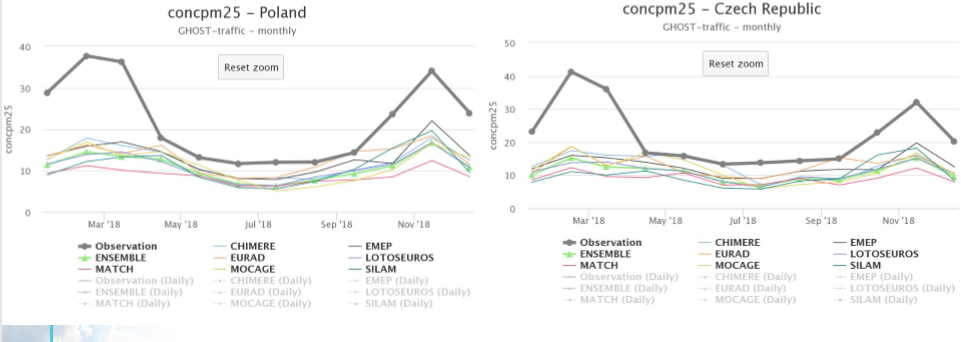 concpm25 – Poland
GHOST-traffic – monthly
40
30
20
10
0
concpm25
Reset zoom
Mar '18 May '18 Jul '18 Sep '18 Nov '18
Observation CHIMERE EMEP
ENSEMBLE EURAD LOTOSEUROS
MATCH MOCAGE SILAM
Observation (Daily) CHIMERE (Daily) EMEP (Daily)
ENSEMBLE (Daily) EURAD (Daily) LOTOSEUROS (Daily)
MATCH (Daily) MOCAGE (Daily) SILAM (Daily)
concpm25 – Czech Republic
GHOST-traffic – monthly
50
40
30
20
10
0
concpm25
Reset zoom
Mar '18 May '18 Jul '18 Sep '18 Nov '18
Observation CHIMERE EMEP
ENSEMBLE EURAD LOTOSEUROS
MATCH MOCAGE SILAM
Observation (Daily) CHIMERE (Daily) EMEP (Daily)
ENSEMBLE (Daily) EURAD (Daily) LOTOSEUROS (Daily)
MATCH (Daily) MOCAGE (Daily) SILAM (Daily)